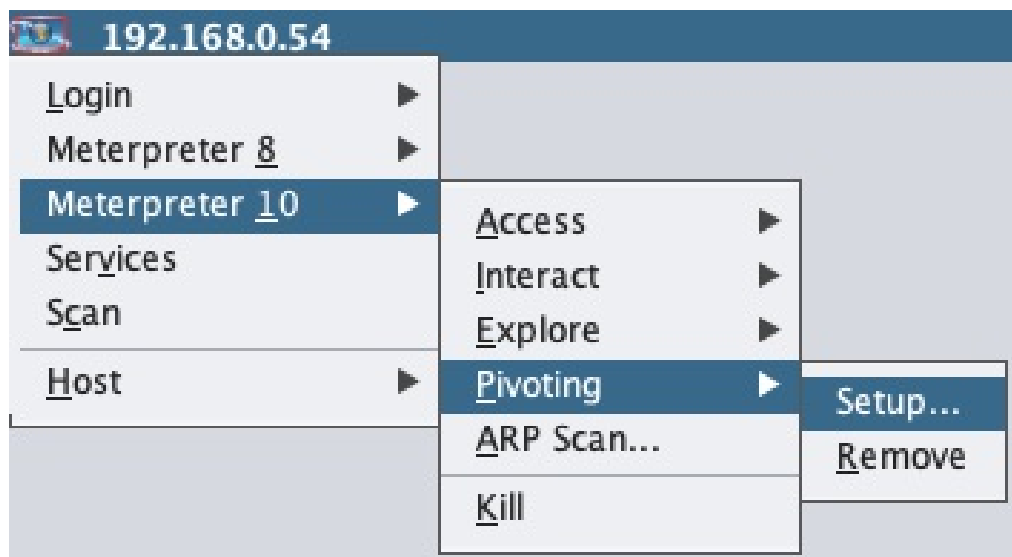 192.168.0.54
Login
Meterpreter 8
Meterpreter 10
Services
Scan
Host
Access
Interact
Explore
Pivoting
ARP Scan...
Kill
Setup...
Remove